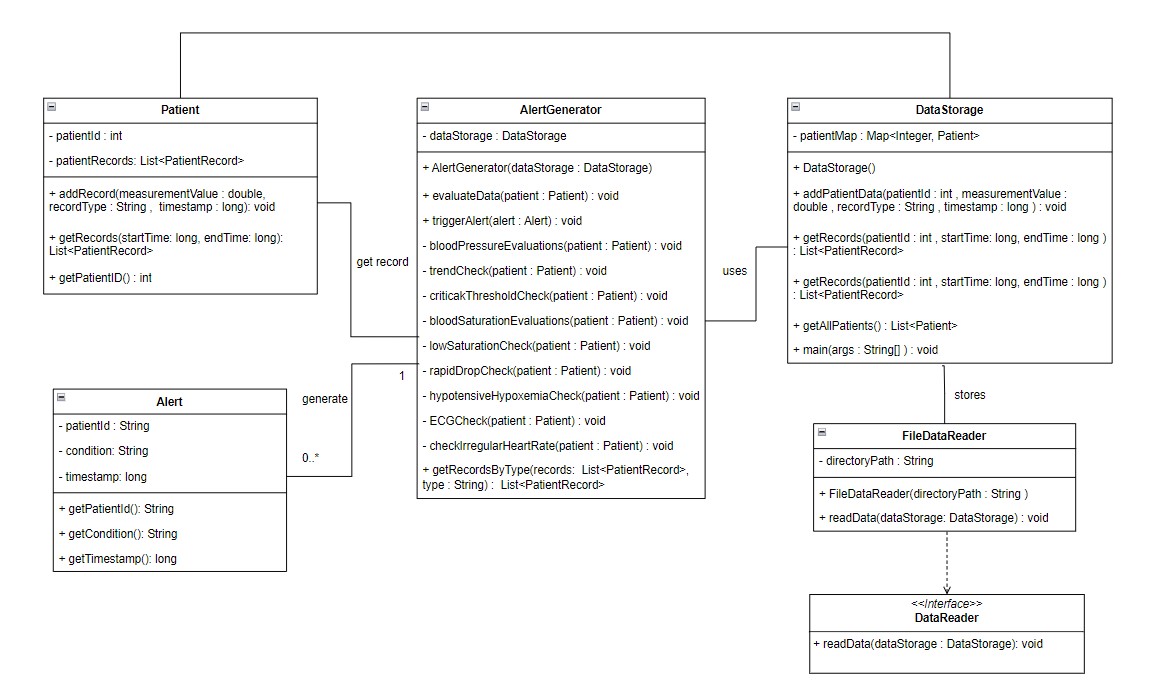 Patient
- patientId : int
- patientRecords: List<PatientRecord>
+ addRecord(measurementValue : double,
recordType : String , timestamp : long): void
+ getRecords(startTime: long, endTime: long):
List<PatientRecord>
+ getPatientID() : int
get record
AlertGenerator
- dataStorage : DataStorage
+ AlertGenerator(dataStorage : DataStorage)
+ evaluateData(patient : Patient) : void
+ triggerAlert(alert : Alert) : void
- bloodPressureEvaluations(patient : Patient) : void
- trendCheck(patient : Patient) : void
- criticakThresholdCheck(patient : Patient) : void
- bloodSaturationEvaluations(patient : Patient) : void
- lowSaturationCheck(patient : Patient) : void
- rapidDropCheck(patient : Patient) : void
- hypotensiveHypoxemiaCheck(patient : Patient) : void
- ECGCheck(patient : Patient) : void
- checkIrregularHeartRate(patient : Patient) : void
+ getRecordsByType(records: List<PatientRecord>,
type : String) : List<PatientRecord>
uses
DataStorage
- patientMap : Map<Integer, Patient>
+ DataStorage()
+ addPatientData(patientId : int , measurementValue :
double , recordType : String , timestamp : long ) : void
+ getRecords(patientId : int , startTime: long, endTime : long )
: List<PatientRecord>
+ getRecords(patientId : int , startTime: long, endTime : long )
: List<PatientRecord>
+ getAllPatients() : List<Patient>
+ main(args : String[] ) : void
1
generate
0..*
Alert
- patientId : String
- condition: String
- timestamp: long
+ getPatientId(): String
+ getCondition(): String
+ getTimestamp(): long
stores
FileDataReader
- directoryPath : String
+ FileDataReader(directoryPath : String )
+ readData(dataStorage: DataStorage) : void
<<Interface>>
DataReader
+ readData(dataStorage : DataStorage): void